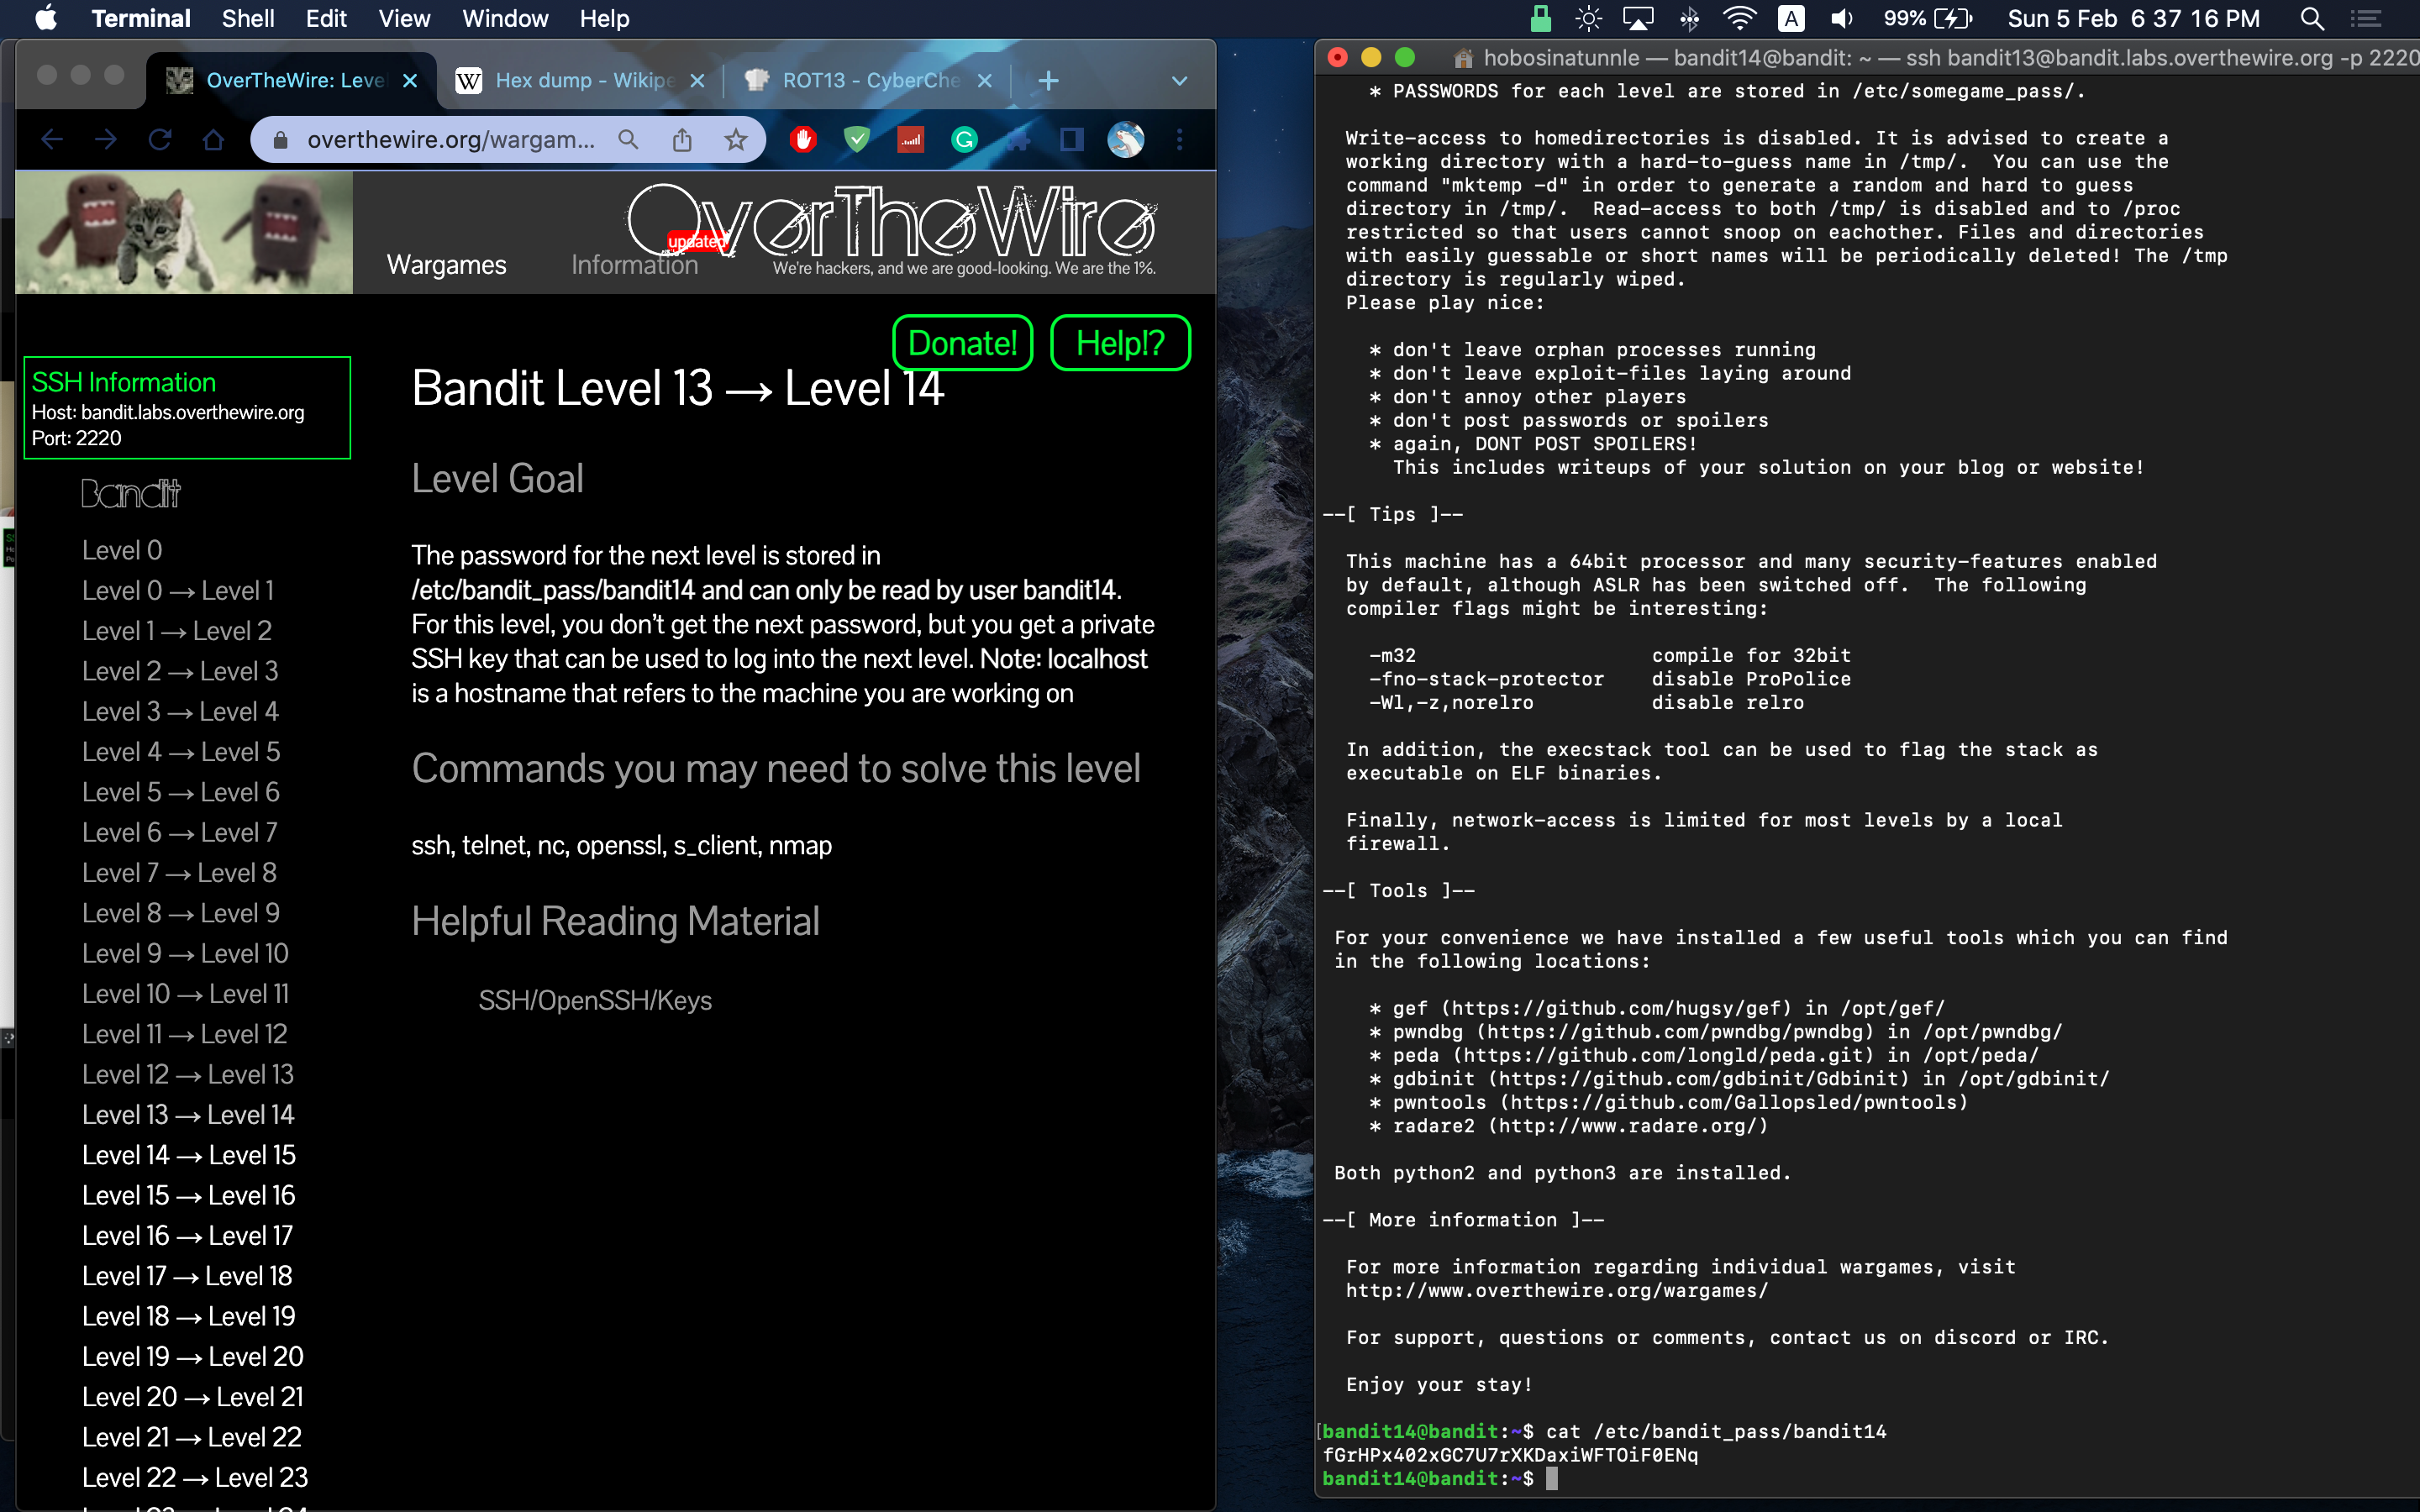 Terminal Shell Edit View Window Help
A 99% Sun 5 Feb 6 37 16 PM
OverTheWire: Leve
W Hex dump - Wikipe
ROT13 - CyberChe
overthewire.org/wargam...
Wargames
Information
updated
OverTheWire
We're hackers, and we are good-looking. We are the 1%.
Donate!
Help!?
SSH Information
Host: bandit.labs.overthewire.org
Port: 2220
Bandit
Level 0
Level 0 → Level 1
Level 1 → Level 2
Level 2 → Level 3
Level 3 → Level 4
Level 4 → Level 5
Level 5 → Level 6
Level 6 → Level 7
Level 7 → Level 8
Level 8 → Level 9
Level 9 → Level 10
Level 10 → Level 11
Level 11 → Level 12
Level 12 → Level 13
Level 13 → Level 14
Level 14 → Level 15
Level 15 → Level 16
Level 16 → Level 17
Level 17 → Level 18
Level 18 → Level 19
Level 19 → Level 20
Level 20 → Level 21
Level 21 → Level 22
Level 22 → Level 23
Bandit Level 13 → Level 14
Level Goal
The password for the next level is stored in
/etc/bandit_pass/bandit14 and can only be read by user bandit14.
For this level, you don't get the next password, but you get a private
SSH key that can be used to log into the next level. Note: localhost
is a hostname that refers to the machine you are working on
Commands you may need to solve this level
ssh, telnet, nc, openssl, s_client, nmap
Helpful Reading Material
SSH/OpenSSH/Keys
hobosinatunnle — bandit14@bandit: ~ — ssh bandit13@bandit.labs.overthewire.org -p 2220
* PASSWORDS for each level are stored in /etc/somegame_pass/.
Write-access to homedirectories is disabled. It is advised to create a
working directory with a hard-to-guess name in /tmp/.  You can use the
command "mktemp -d" in order to generate a random and hard to guess
directory in /tmp/.  Read-access to both /tmp/ is disabled and to /proc
restricted so that users cannot snoop on eachother. Files and directories
with easily guessable or short names will be periodically deleted! The /tmp
directory is regularly wiped.
Please play nice:
* don't leave orphan processes running
* don't leave exploit-files laying around
* don't annoy other players
* don't post passwords or spoilers
* again, DONT POST SPOILERS!
This includes writeups of your solution on your blog or website!
--[ Tips ]--
This machine has a 64bit processor and many security-features enabled
by default, although ASLR has been switched off.  The following
compiler flags might be interesting:
-m32                    compile for 32bit
-fno-stack-protector    disable ProPolice
-Wl,-z,norelro          disable relro
In addition, the execstack tool can be used to flag the stack as
executable on ELF binaries.
Finally, network-access is limited for most levels by a local
firewall.
--[ Tools ]--
For your convenience we have installed a few useful tools which you can find
in the following locations:
* gef (https://github.com/hugsy/gef) in /opt/gef/
* pwndbg (https://github.com/pwndbg/pwndbg) in /opt/pwndbg/
* peda (https://github.com/longld/peda.git) in /opt/peda/
* gdbinit (https://github.com/gdbinit/Gdbinit) in /opt/gdbinit/
* pwntools (https://github.com/Gallopsled/pwntools)
* radare2 (http://www.radare.org/)
Both python2 and python3 are installed.
--[ More information ]--
For more information regarding individual wargames, visit
http://www.overthewire.org/wargames/
For support, questions or comments, contact us on discord or IRC.
Enjoy your stay!
[bandit14@bandit:~$ cat /etc/bandit_pass/bandit14
fGrHPx402xGC7U7rXKDaxiWFTOiF0ENq
bandit14@bandit:~$